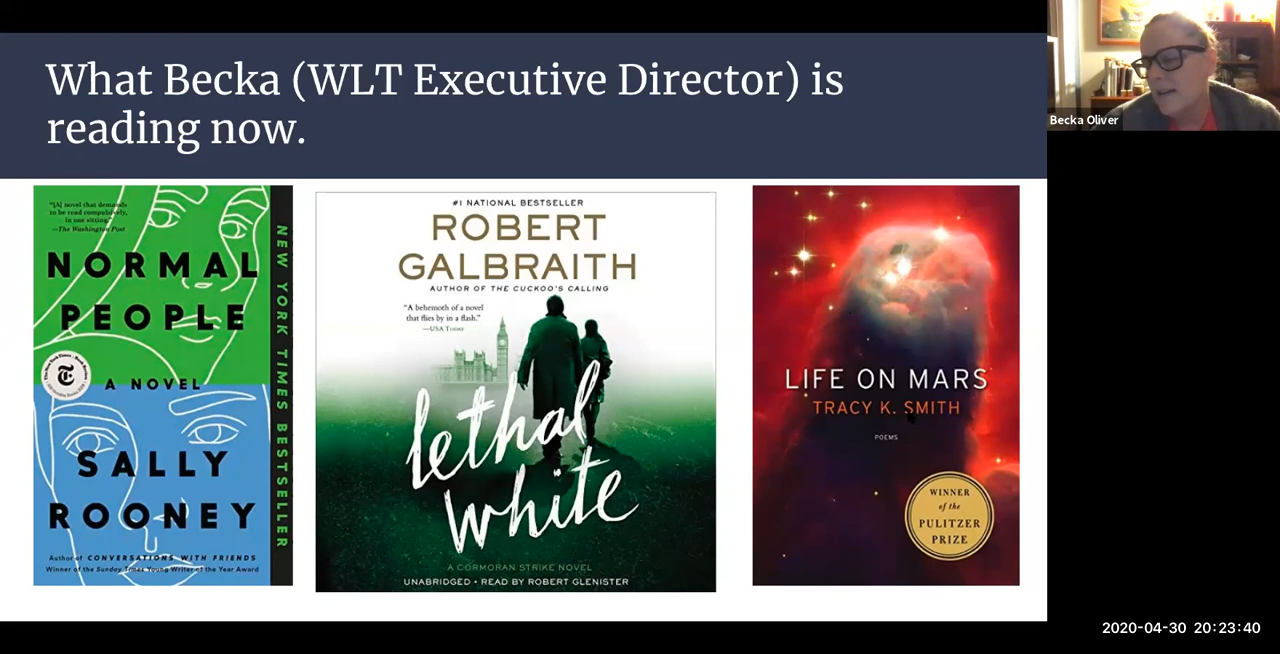 What Becka (WLT Executive Director) is
reading now.
Becka Oliver
"[A] novel that demands
to be read compulsively,
in one sitting."
—The Washington Post
NORMAL
PEOPLE
A NOVEL
SALLY
ROONEY
Author of CONVERSATIONS WITH FRIENDS
Winner of the Sunday Times Young Writer of the Year Award
NEW YORK TIMES BESTSELLER
#1 NATIONAL BESTSELLER
ROBERT
GALBRAITH
AUTHOR OF THE CUCKOO'S CALLING
"A behemoth of a novel
that flies by in a flash."
—USA TODAY
lethal
white
A CORMORAN STRIKE NOVEL
UNABRIDGED • READ BY ROBERT GLENISTER
LIFE ON MARS
TRACY K. SMITH
POEMS
WINNER
of the
PULITZER
PRIZE
2020-04-30 20:23:40